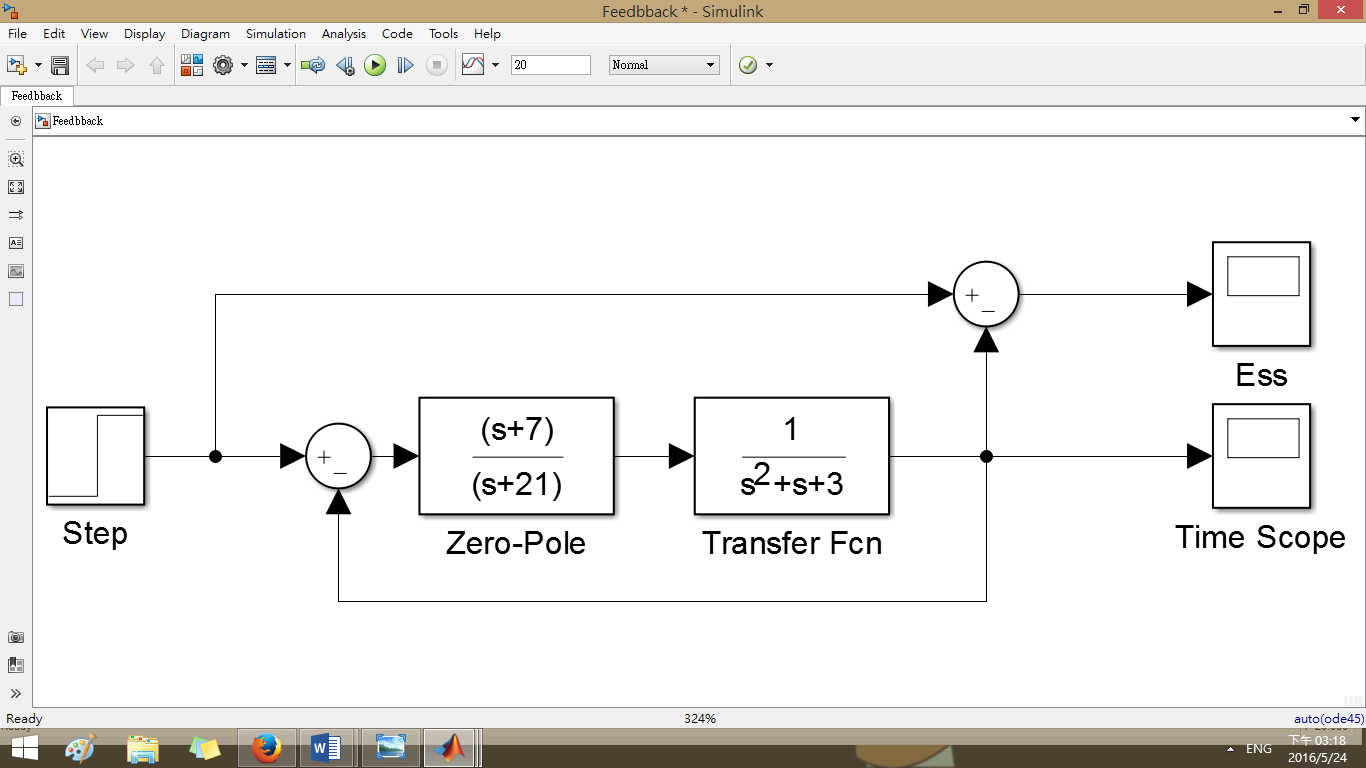 Feedbback * - Simulink
File Edit View Display Diagram Simulation Analysis Code Tools Help
20 Normal
Feedbback
Feedbback
+
_
Ess
Step
+
_
(s+7)
(s+21)
Zero-Pole
1
s2+s+3
Transfer Fcn
Time Scope
Ready 324% auto(ode45)
ENG
下午 03:18
2016/5/24